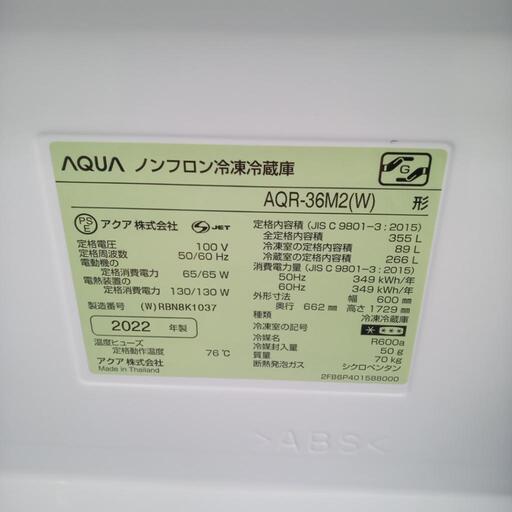 AQUA ノンフロン冷凍冷蔵庫
AQR-36M2(W) 形
G
PS E アクア株式会社 S JET
定格電圧 100 V
定格周波数 50/60 Hz
電動機の
定格消費電力 65/65 W
電熱装置の
定格消費電力 130/130 W
製造番号 (W)RBN8K1037
2022 年製
温度ヒューズ
定格動作温度 76℃
アクア株式会社
Made in Thailand
定格内容積 (JIS C 9801-3:2015)
全定格内容積 355 L
冷凍室の定格内容積 89 L
冷蔵室の定格内容積 266 L
消費電力量 (JIS C 9801-3:2015)
50Hz 349 kWh/年
60Hz 349 kWh/年
外形寸法 幅 600 mm
奥行 662 mm 高さ 1729 mm
種類 冷凍冷蔵庫
冷凍室の記号
冷媒 R600a
冷媒封入量 50 g
質量 70 kg
断熱発泡ガス シクロペンタン
2FB6P401588000
>ABS<